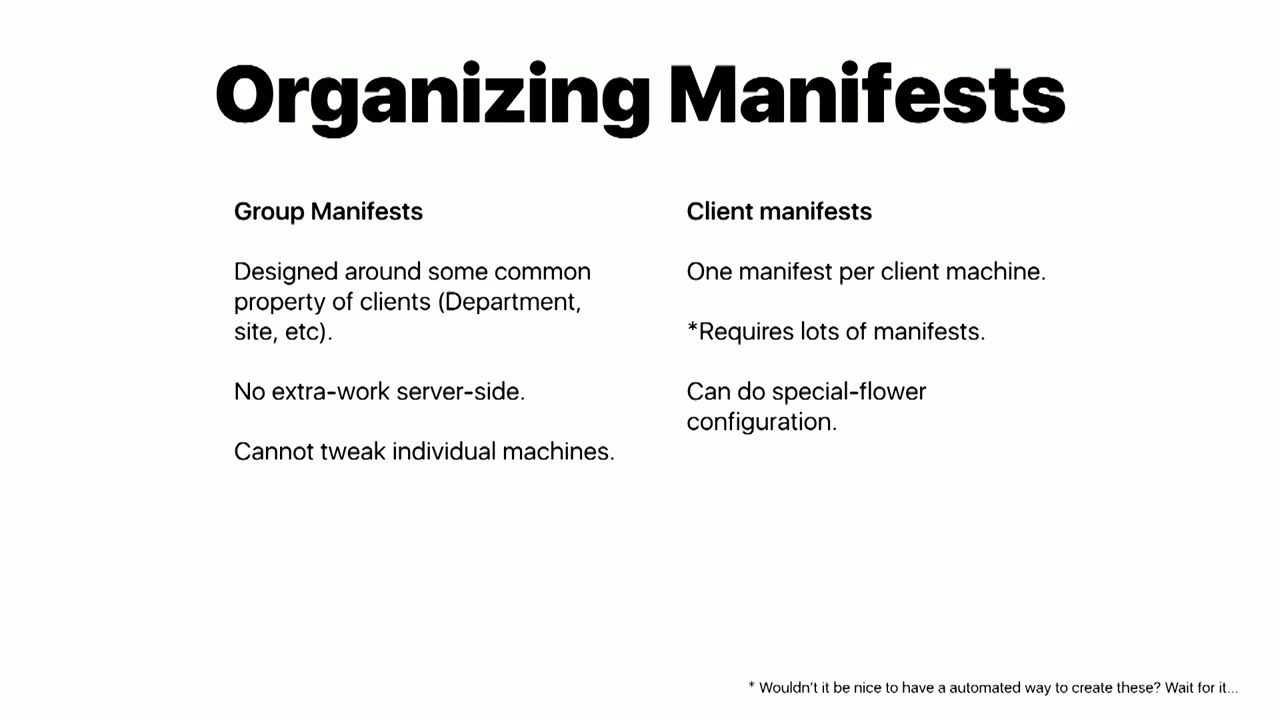 Organizing Manifests
Group Manifests
Designed around some common
property of clients (Department,
site, etc).
No extra-work server-side.
Cannot tweak individual machines.
Client manifests
One manifest per client machine.
*Requires lots of manifests.
Can do special-flower
configuration.
* Wouldn't it be nice to have a automated way to create these? Wait for it...